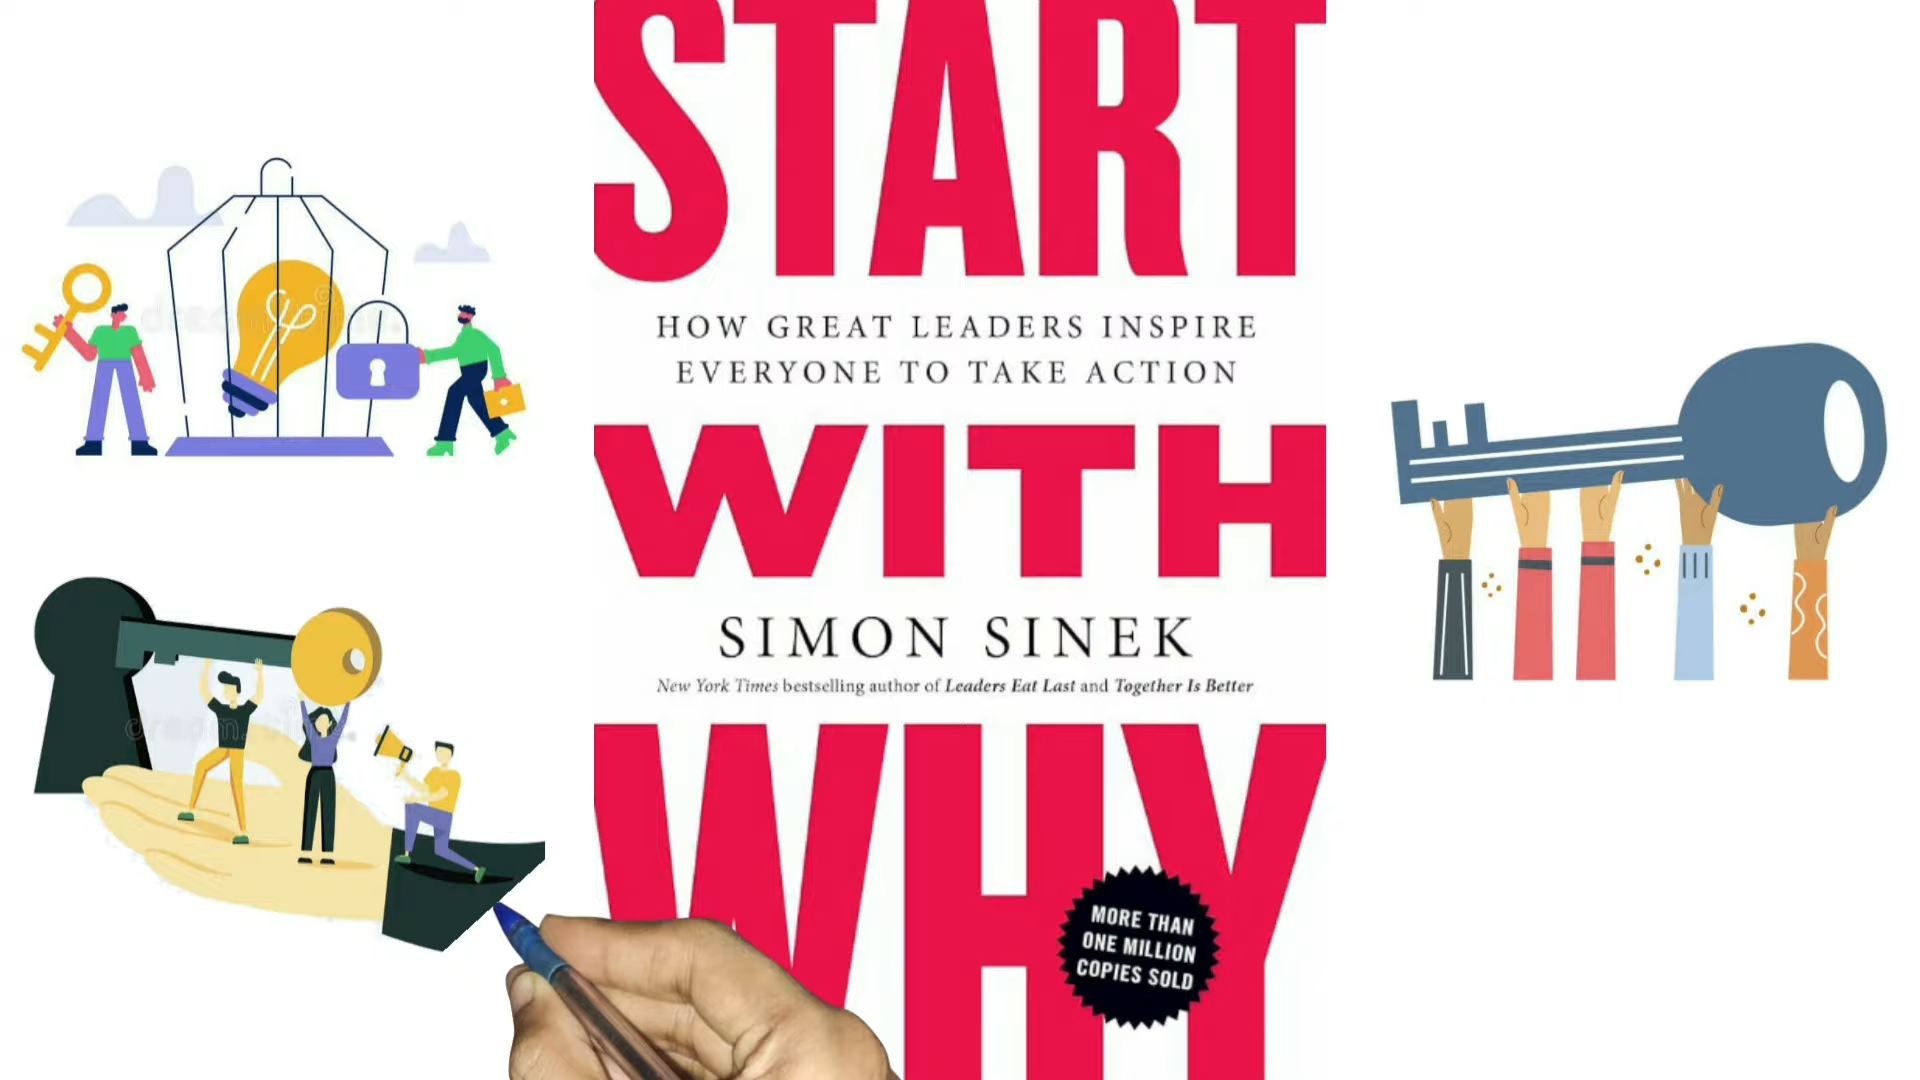 START
HOW GREAT LEADERS INSPIRE
EVERYONE TO TAKE ACTION
WITH
SIMON SINEK
New York Times bestselling author of Leaders Eat Last and Together Is Better
WHY
MORE THAN
ONE MILLION
COPIES SOLD